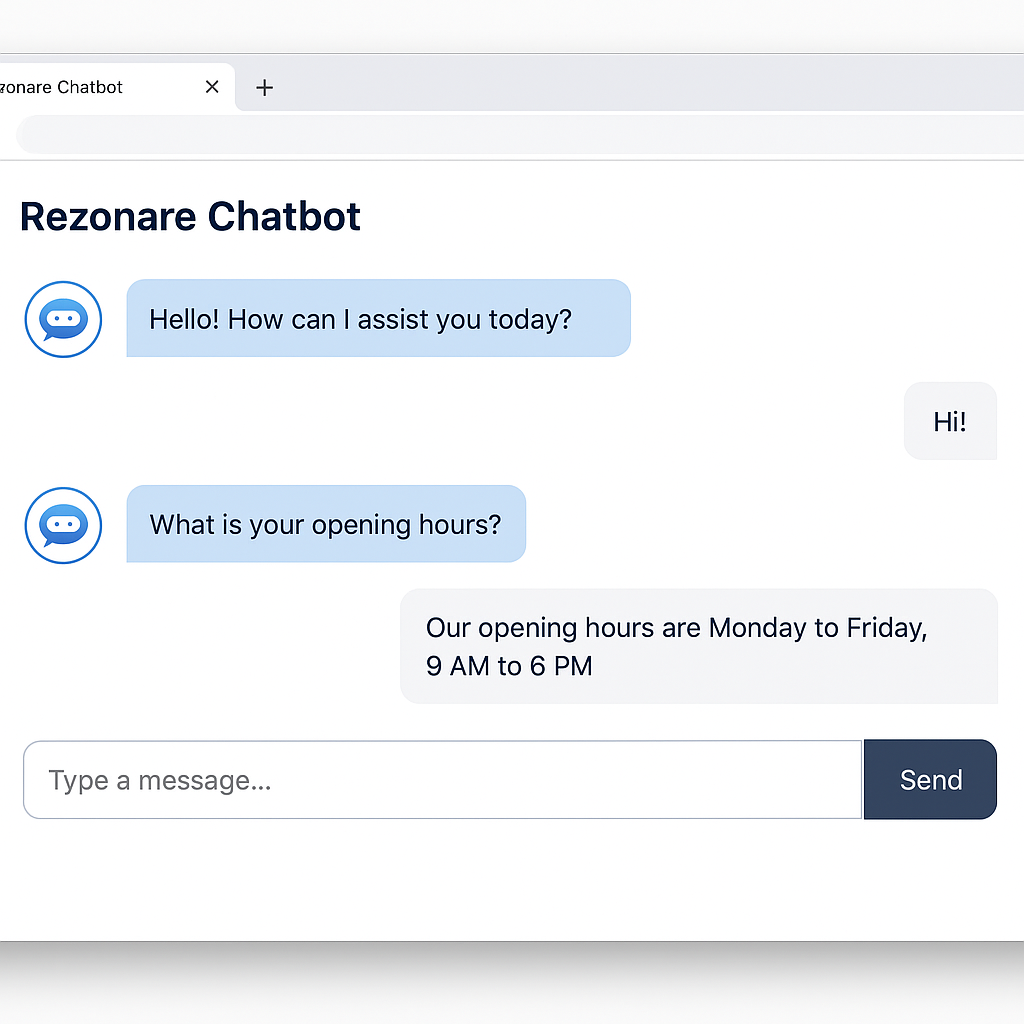 zonare Chatbot
Rezonare Chatbot
Hello! How can I assist you today?
Hi!
What is your opening hours?
Our opening hours are Monday to Friday,
9 AM to 6 PM
Type a message...
Send